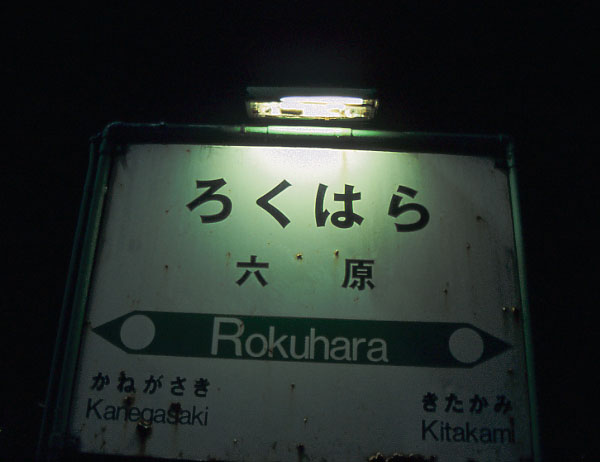 ろくはら
六原
Rokuhara
かねがさき
Kanegasaki
きたかみ
Kitakami